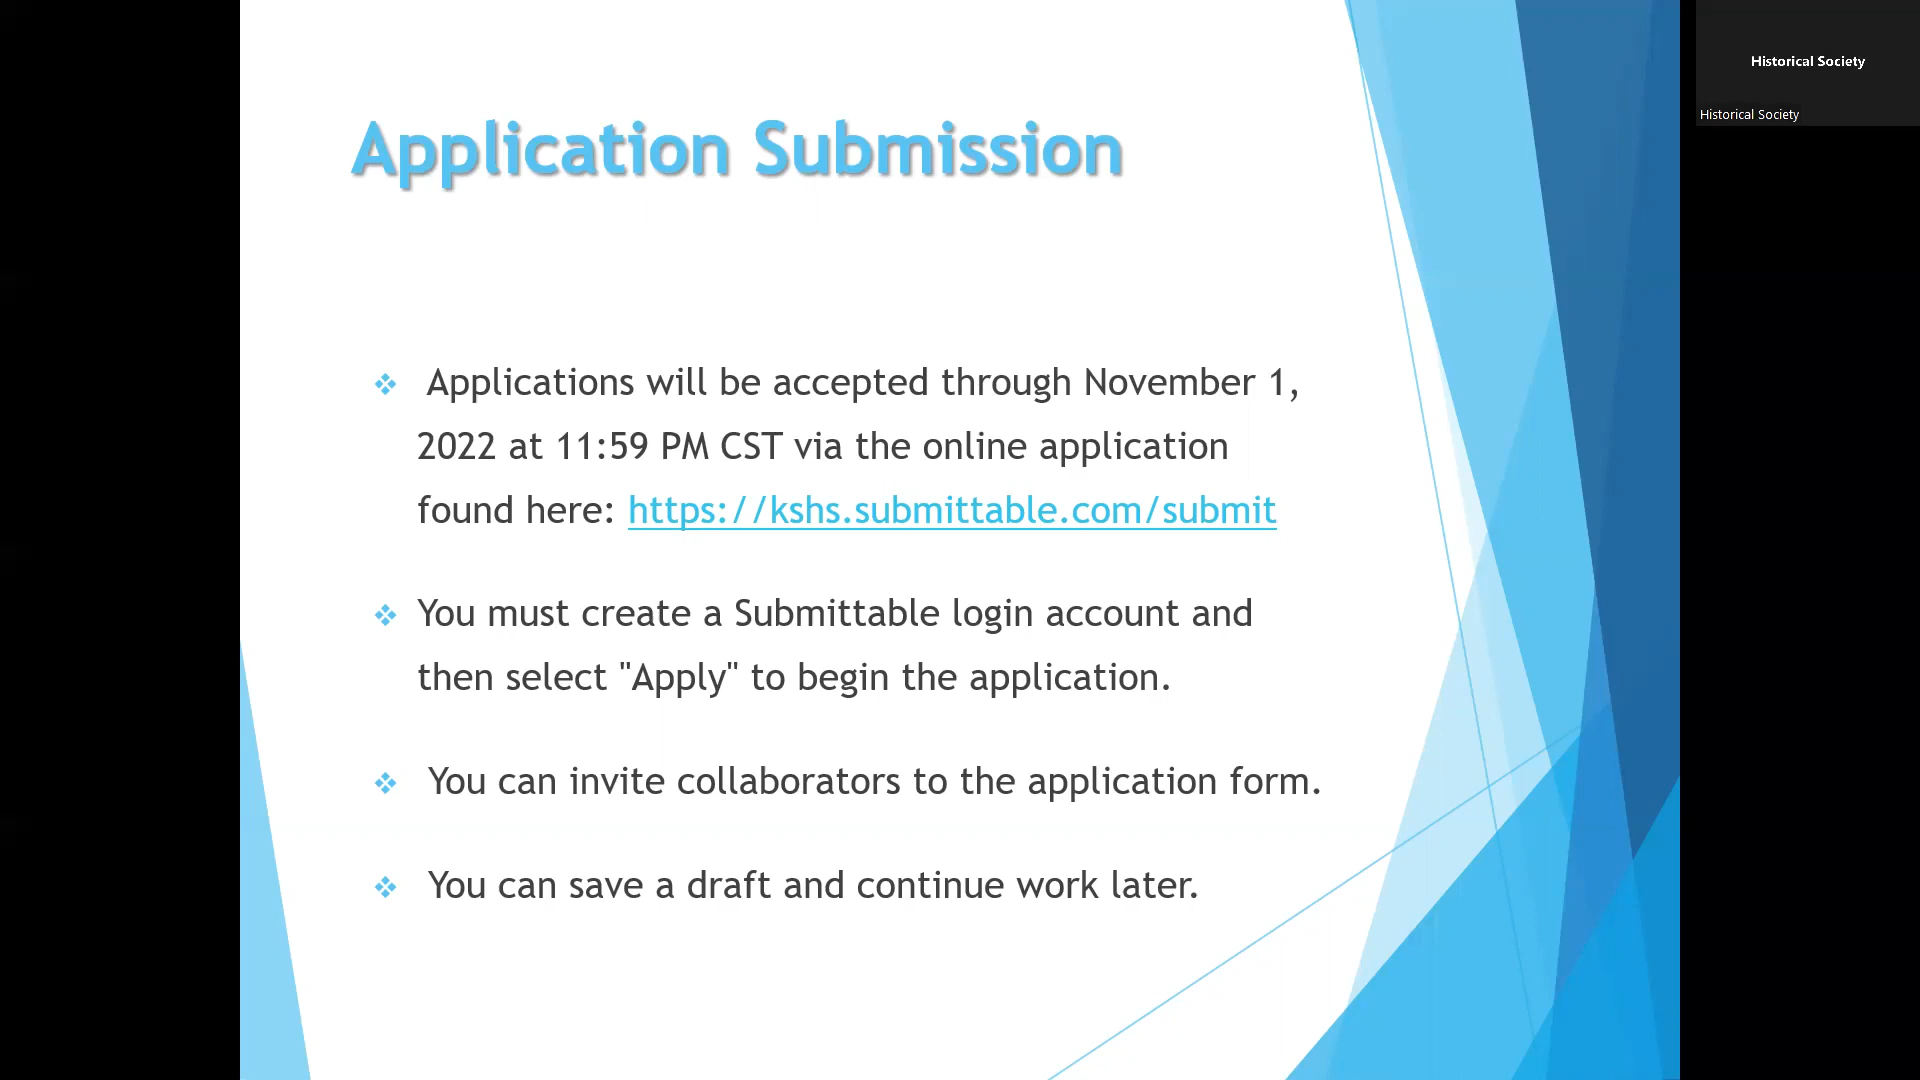 Application Submission
Applications will be accepted through November 1,
2022 at 11:59 PM CST via the online application
found here: https://kshs.submittable.com/submit
You must create a Submittable login account and
then select "Apply" to begin the application.
You can invite collaborators to the application form.
You can save a draft and continue work later.
Historical Society
Historical Society